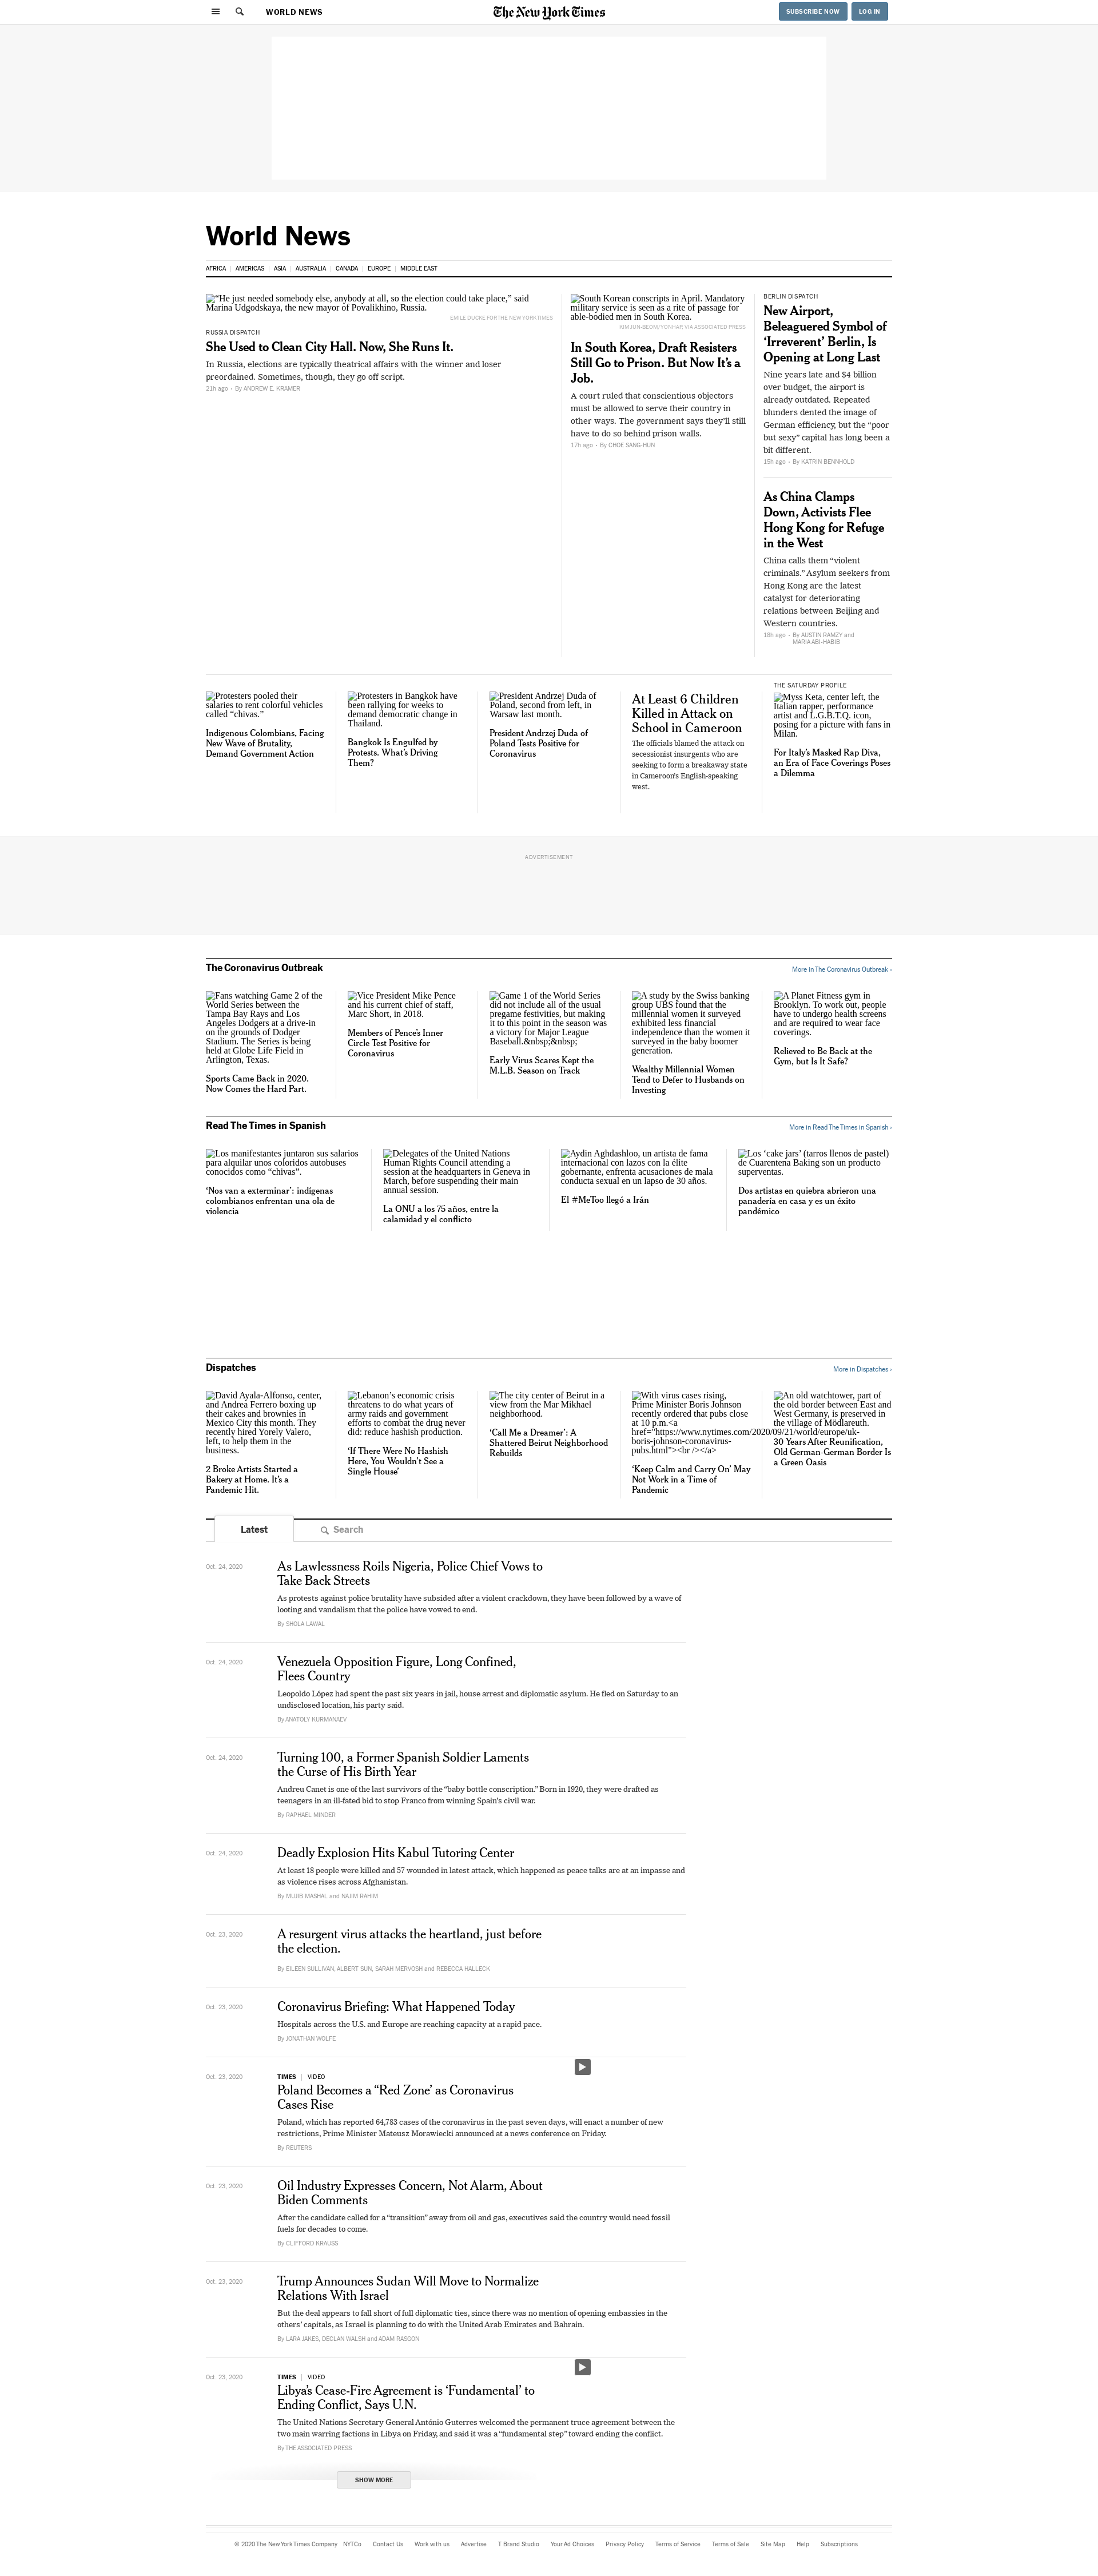 WORLD NEWS
The New York Times
SUBSCRIBE NOW
LOG IN
World News
AFRICA
AMERICAS
ASIA
AUSTRALIA
CANADA
EUROPE
MIDDLE EAST
“He just needed somebody else, anybody at all, so the election could take place,” said
Marina Udgodskaya, the new mayor of Povalikhino, Russia.
EMILE DUCKE FOR THE NEW YORK TIMES
RUSSIA DISPATCH
She Used to Clean City Hall. Now, She Runs It.
In Russia, elections are typically theatrical affairs with the winner and loser
preordained. Sometimes, though, they go off script.
21h ago
By ANDREW E. KRAMER
South Korean conscripts in April. Mandatory
military service is seen as a rite of passage for
able-bodied men in South Korea.
KIM JUN-BEOM/YONHAP, VIA ASSOCIATED PRESS
In South Korea, Draft Resisters
Still Go to Prison. But Now It’s a
Job.
A court ruled that conscientious objectors
must be allowed to serve their country in
other ways. The government says they’ll still
have to do so behind prison walls.
17h ago
By CHOE SANG-HUN
BERLIN DISPATCH
New Airport,
Beleaguered Symbol of
‘Irreverent’ Berlin, Is
Opening at Long Last
Nine years late and $4 billion
over budget, the airport is
already outdated. Repeated
blunders dented the image of
German efficiency, but the “poor
but sexy” capital has long been a
bit different.
15h ago
By KATRIN BENNHOLD
As China Clamps
Down, Activists Flee
Hong Kong for Refuge
in the West
China calls them “violent
criminals.” Asylum seekers from
Hong Kong are the latest
catalyst for deteriorating
relations between Beijing and
Western countries.
18h ago
By AUSTIN RAMZY and
MARIA ABI-HABIB
Protesters pooled their
salaries to rent colorful vehicles
called “chivas.”
Indigenous Colombians, Facing
New Wave of Brutality,
Demand Government Action
Protesters in Bangkok have
been rallying for weeks to
demand democratic change in
Thailand.
Bangkok Is Engulfed by
Protests. What’s Driving
Them?
President Andrzej Duda of
Poland, second from left, in
Warsaw last month.
President Andrzej Duda of
Poland Tests Positive for
Coronavirus
At Least 6 Children
Killed in Attack on
School in Cameroon
The officials blamed the attack on
secessionist insurgents who are
seeking to form a breakaway state
in Cameroon’s English-speaking
west.
THE SATURDAY PROFILE
Myss Keta, center left, the
Italian rapper, performance
artist and L.G.B.T.Q. icon,
posing for a picture with fans in
Milan.
For Italy’s Masked Rap Diva,
an Era of Face Coverings Poses
a Dilemma
ADVERTISEMENT
The Coronavirus Outbreak
More in The Coronavirus Outbreak ›
Fans watching Game 2 of the
World Series between the
Tampa Bay Rays and Los
Angeles Dodgers at a drive-in
on the grounds of Dodger
Stadium. The Series is being
held at Globe Life Field in
Arlington, Texas.
Sports Came Back in 2020.
Now Comes the Hard Part.
Vice President Mike Pence
and his current chief of staff,
Marc Short, in 2018.
Members of Pence’s Inner
Circle Test Positive for
Coronavirus
Game 1 of the World Series
did not include all of the usual
pregame festivities, but making
it to this point in the season was
a victory for Major League
Baseball.&nbsp;&nbsp;
Early Virus Scares Kept the
M.L.B. Season on Track
A study by the Swiss banking
group UBS found that the
millennial women it surveyed
exhibited less financial
independence than the women it
surveyed in the baby boomer
generation.
Wealthy Millennial Women
Tend to Defer to Husbands on
Investing
A Planet Fitness gym in
Brooklyn. To work out, people
have to undergo health screens
and are required to wear face
coverings.
Relieved to Be Back at the
Gym, but Is It Safe?
Read The Times in Spanish
More in Read The Times in Spanish ›
Los manifestantes juntaron sus salarios
para alquilar unos coloridos autobuses
conocidos como “chivas”.
‘Nos van a exterminar’: indígenas
colombianos enfrentan una ola de
violencia
Delegates of the United Nations
Human Rights Council attending a
session at the headquarters in Geneva in
March, before suspending their main
annual session.
La ONU a los 75 años, entre la
calamidad y el conflicto
Aydin Aghdashloo, un artista de fama
internacional con lazos con la élite
gobernante, enfrenta acusaciones de mala
conducta sexual en un lapso de 30 años.
El #MeToo llegó a Irán
Los ‘cake jars’ (tarros llenos de pastel)
de Cuarentena Baking son un producto
superventas.
Dos artistas en quiebra abrieron una
panadería en casa y es un éxito
pandémico
Dispatches
More in Dispatches ›
David Ayala-Alfonso, center,
and Andrea Ferrero boxing up
their cakes and brownies in
Mexico City this month. They
recently hired Yorely Valero,
left, to help them in the
business.
2 Broke Artists Started a
Bakery at Home. It’s a
Pandemic Hit.
Lebanon’s economic crisis
threatens to do what years of
army raids and government
efforts to combat the drug never
did: reduce hashish production.
‘If There Were No Hashish
Here, You Wouldn’t See a
Single House’
The city center of Beirut in a
view from the Mar Mikhael
neighborhood.
‘Call Me a Dreamer’: A
Shattered Beirut Neighborhood
Rebuilds
With virus cases rising,
Prime Minister Boris Johnson
recently ordered that pubs close
at 10 p.m.<a
href="https://www.nytimes.com/2020/09/21/world/europe/uk-
boris-johnson-coronavirus-
pubs.html"><br /></a>
‘Keep Calm and Carry On’ May
Not Work in a Time of
Pandemic
An old watchtower, part of
the old border between East and
West Germany, is preserved in
the village of Mödlareuth.
30 Years After Reunification,
Old German-German Border Is
a Green Oasis
Latest
Search
Oct. 24, 2020
As Lawlessness Roils Nigeria, Police Chief Vows to
Take Back Streets
As protests against police brutality have subsided after a violent crackdown, they have been followed by a wave of
looting and vandalism that the police have vowed to end.
By SHOLA LAWAL
Oct. 24, 2020
Venezuela Opposition Figure, Long Confined,
Flees Country
Leopoldo López had spent the past six years in jail, house arrest and diplomatic asylum. He fled on Saturday to an
undisclosed location, his party said.
By ANATOLY KURMANAEV
Oct. 24, 2020
Turning 100, a Former Spanish Soldier Laments
the Curse of His Birth Year
Andreu Canet is one of the last survivors of the “baby bottle conscription.” Born in 1920, they were drafted as
teenagers in an ill-fated bid to stop Franco from winning Spain’s civil war.
By RAPHAEL MINDER
Oct. 24, 2020
Deadly Explosion Hits Kabul Tutoring Center
At least 18 people were killed and 57 wounded in latest attack, which happened as peace talks are at an impasse and
as violence rises across Afghanistan.
By MUJIB MASHAL and NAJIM RAHIM
Oct. 23, 2020
A resurgent virus attacks the heartland, just before
the election.
By EILEEN SULLIVAN, ALBERT SUN, SARAH MERVOSH and REBECCA HALLECK
Oct. 23, 2020
Coronavirus Briefing: What Happened Today
Hospitals across the U.S. and Europe are reaching capacity at a rapid pace.
By JONATHAN WOLFE
Oct. 23, 2020
TIMES
VIDEO
Poland Becomes a “Red Zone’ as Coronavirus
Cases Rise
Poland, which has reported 64,783 cases of the coronavirus in the past seven days, will enact a number of new
restrictions, Prime Minister Mateusz Morawiecki announced at a news conference on Friday.
By REUTERS
Oct. 23, 2020
Oil Industry Expresses Concern, Not Alarm, About
Biden Comments
After the candidate called for a “transition” away from oil and gas, executives said the country would need fossil
fuels for decades to come.
By CLIFFORD KRAUSS
Oct. 23, 2020
Trump Announces Sudan Will Move to Normalize
Relations With Israel
But the deal appears to fall short of full diplomatic ties, since there was no mention of opening embassies in the
others’ capitals, as Israel is planning to do with the United Arab Emirates and Bahrain.
By LARA JAKES, DECLAN WALSH and ADAM RASGON
Oct. 23, 2020
TIMES
VIDEO
Libya’s Cease-Fire Agreement is ‘Fundamental’ to
Ending Conflict, Says U.N.
The United Nations Secretary General António Guterres welcomed the permanent truce agreement between the
two main warring factions in Libya on Friday, and said it was a “fundamental step” toward ending the conflict.
By THE ASSOCIATED PRESS
SHOW MORE
© 2020 The New York Times Company
NYTCo
Contact Us
Work with us
Advertise
T Brand Studio
Your Ad Choices
Privacy Policy
Terms of Service
Terms of Sale
Site Map
Help
Subscriptions